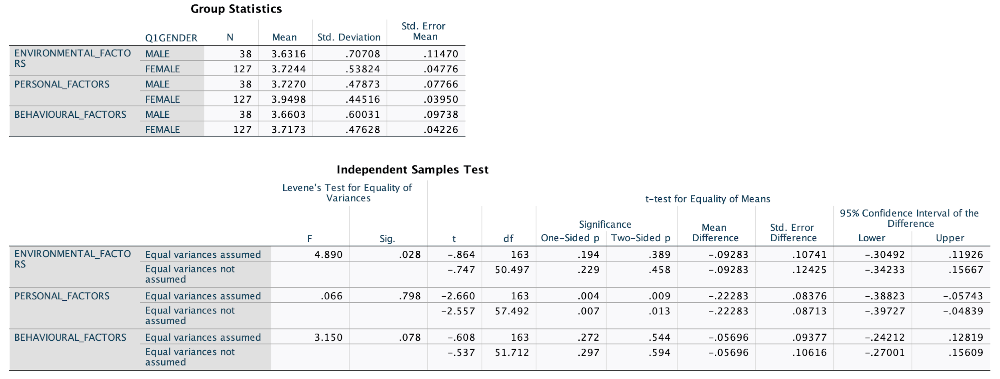 Group Statistics
Q1GENDER N Mean Std. Deviation Std. Error Mean
ENVIRONMENTAL_FACTORS MALE 38 3.6316 .70708 .11470
FEMALE 127 3.7244 .53824 .04776
PERSONAL_FACTORS MALE 38 3.7270 .47873 .07766
FEMALE 127 3.9498 .44516 .03950
BEHAVIOURAL_FACTORS MALE 38 3.6603 .60031 .09738
FEMALE 127 3.7173 .47628 .04226
Independent Samples Test
Levene's Test for Equality of Variances
t-test for Equality of Means
F Sig. t df Significance One-Sided p Two-Sided p Mean Difference Std. Error Difference 95% Confidence Interval of the Difference Lower Upper
ENVIRONMENTAL_FACTORS Equal variances assumed 4.890 .028 -.864 163 .194 .389 -.09283 .10741 -.30492 .11926
Equal variances not assumed -.747 50.497 .229 .458 -.09283 .12425 -.34233 .15667
PERSONAL_FACTORS Equal variances assumed .066 .798 -2.660 163 .004 .009 -.22283 .08376 -.38823 -.05743
Equal variances not assumed -2.557 57.492 .007 .013 -.22283 .08713 -.39727 -.04839
BEHAVIOURAL_FACTORS Equal variances assumed 3.150 .078 -.608 163 .272 .544 -.05696 .09377 -.24212 .12819
Equal variances not assumed -.537 51.712 .297 .594 -.05696 .10616 -.27001 .15609